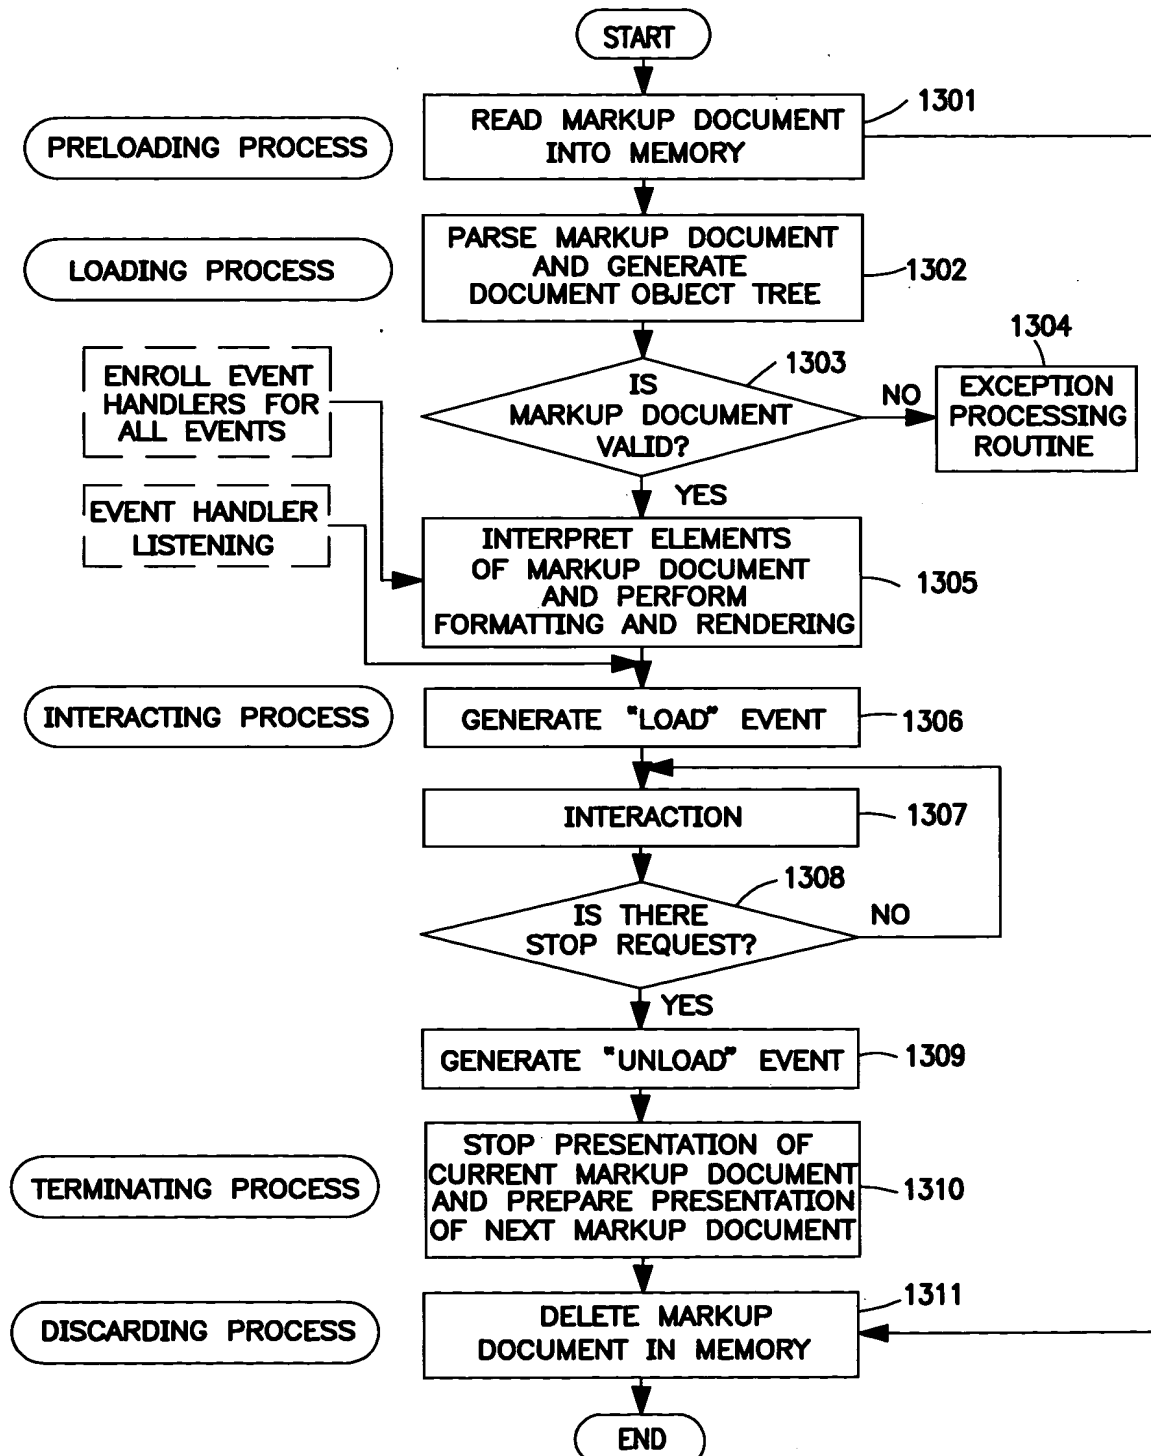 START
1301
READ MARKUP DOCUMENT
INTO MEMORY
PRELOADING PROCESS
PARSE MARKUP DOCUMENT
AND GENERATE
DOCUMENT OBJECT TREE
1302
LOADING PROCESS
1303
1304
ENROLL EVENT
HANDLERS FOR
ALL EVENTS
IS
MARKUP DOCUMENT
VALID?
NO
EXCEPTION
PROCESSING
ROUTINE
YES
EVENT HANDLER
LISTENING
INTERPRET ELEMENTS
OF MARKUP DOCUMENT
AND PERFORM
FORMATTING AND RENDERING
1305
INTERACTING PROCESS
GENERATE "LOAD" EVENT
1306
INTERACTION
1307
1308
IS THERE
STOP REQUEST?
NO
YES
GENERATE "UNLOAD" EVENT
1309
TERMINATING PROCESS
STOP PRESENTATION OF
CURRENT MARKUP DOCUMENT
AND PREPARE PRESENTATION
OF NEXT MARKUP DOCUMENT
1310
1311
DISCARDING PROCESS
DELETE MARKUP
DOCUMENT IN MEMORY
END